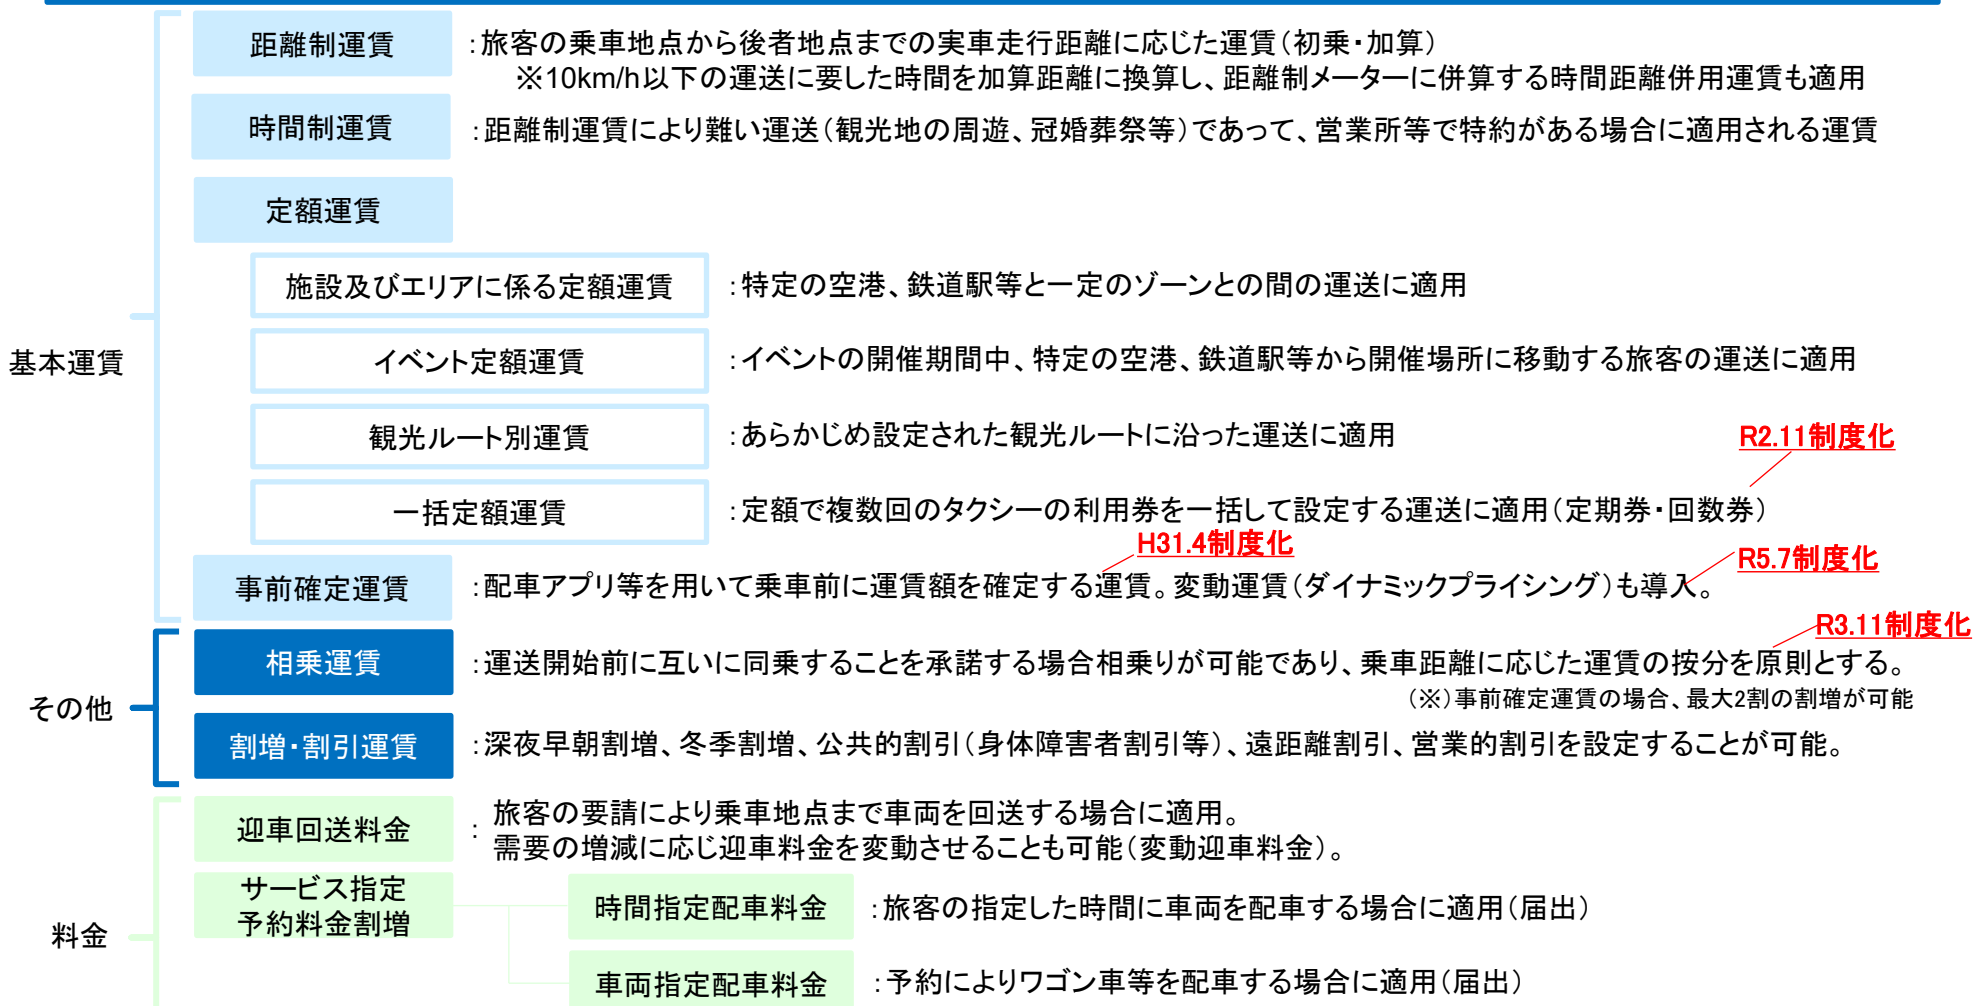 距離制運賃
：旅客の乗車地点から後者地点までの実車走行距離に応じた運賃（初乗・加算）
※10km/h以下の運送に要した時間を加算距離に換算し、距離制メーターに併算する時間距離併用運賃も適用
時間制運賃
：距離制運賃により難い運送（観光地の周遊、冠婚葬祭等）であって、営業所等で特約がある場合に適用される運賃
定額運賃
施設及びエリアに係る定額運賃
：特定の空港、鉄道駅等と一定のゾーンとの間の運送に適用
基本運賃
イベント定額運賃
：イベントの開催期間中、特定の空港、鉄道駅等から開催場所に移動する旅客の運送に適用
観光ルート別運賃
：あらかじめ設定された観光ルートに沿った運送に適用
R2.11制度化
一括定額運賃
：定額で複数回のタクシーの利用券を一括して設定する運送に適用（定期券・回数券）
H31.4制度化
R5.7制度化
事前確定運賃
：配車アプリ等を用いて乗車前に運賃額を確定する運賃。変動運賃（ダイナミックプライシング）も導入。
R3.11制度化
その他
相乗運賃
：運送開始前に互いに同乗することを承諾する場合相乗りが可能であり、乗車距離に応じた運賃の按分を原則とする。
（※）事前確定運賃の場合、最大2割の割増が可能
割増・割引運賃
：深夜早朝割増、冬季割増、公共的割引（身体障害者割引等）、遠距離割引、営業的割引を設定することが可能。
料金
迎車回送料金
：旅客の要請により乗車地点まで車両を回送する場合に適用。
需要の増減に応じ迎車料金を変動させることも可能（変動迎車料金）。
サービス指定
予約料金割増
時間指定配車料金
：旅客の指定した時間に車両を配車する場合に適用（届出）
車両指定配車料金
：予約によりワゴン車等を配車する場合に適用（届出）